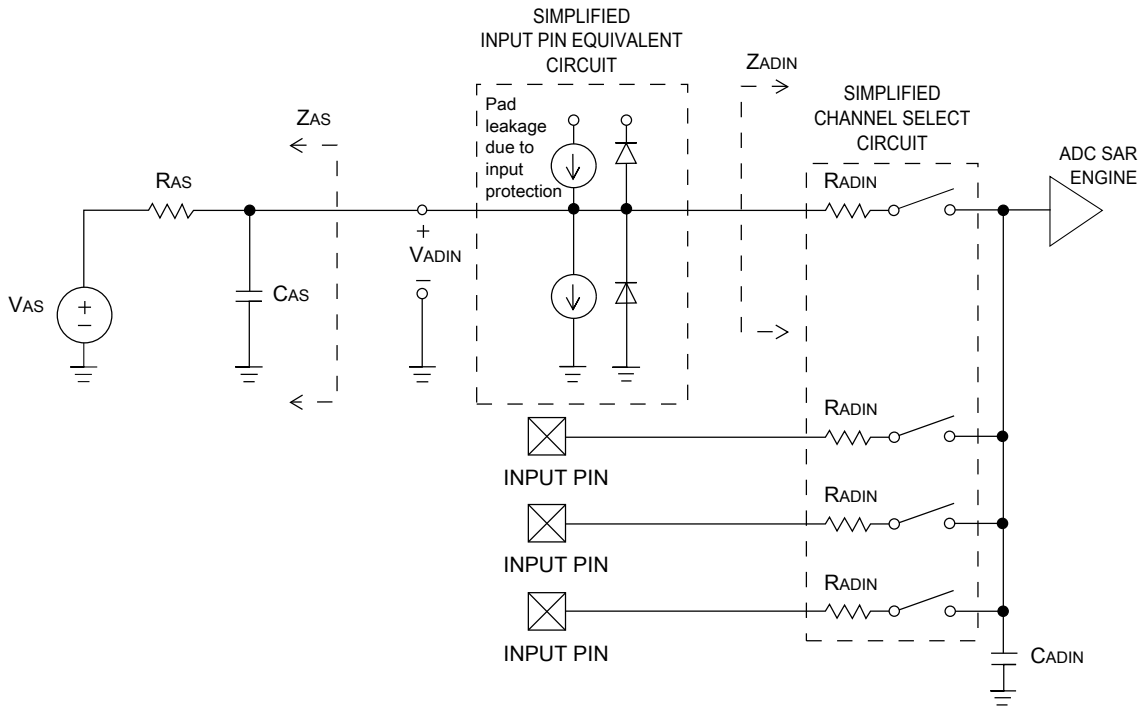 SIMPLIFIED
INPUT PIN EQUIVALENT
CIRCUIT
ZADIN
SIMPLIFIED
CHANNEL SELECT
CIRCUIT
Pad
leakage
due to
input
protection
ZAS
ADC SAR
ENGINE
RAS
RADIN
+
VADIN
–
VAS
+
–
CAS
RADIN
INPUT PIN
RADIN
INPUT PIN
RADIN
INPUT PIN
CADIN